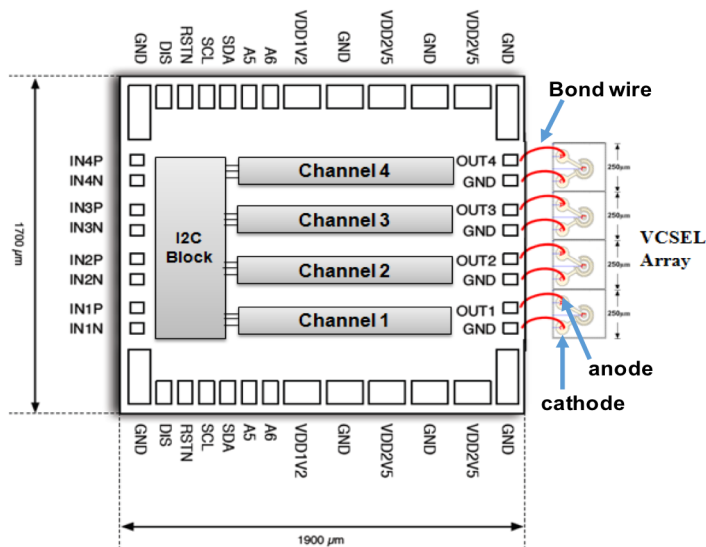 GND DIS RSTN SCL SDA A5 A6 VDD1V2 GND VDD2V5 GND VDD2V5 GND
Bond wire
IN4P
IN4N
IN3P
IN3N
IN2P
IN2N
IN1P
IN1N
I2C
Block
Channel 4
Channel 3
Channel 2
Channel 1
OUT4
GND
OUT3
GND
OUT2
GND
OUT1
GND
250µm
250µm
250µm
250µm
VCSEL
Array
anode
cathode
1700 µm
GND DIS RSTN SCL SDA A5 A6 VDD1V2 GND VDD2V5 GND VDD2V5 GND
1900 µm